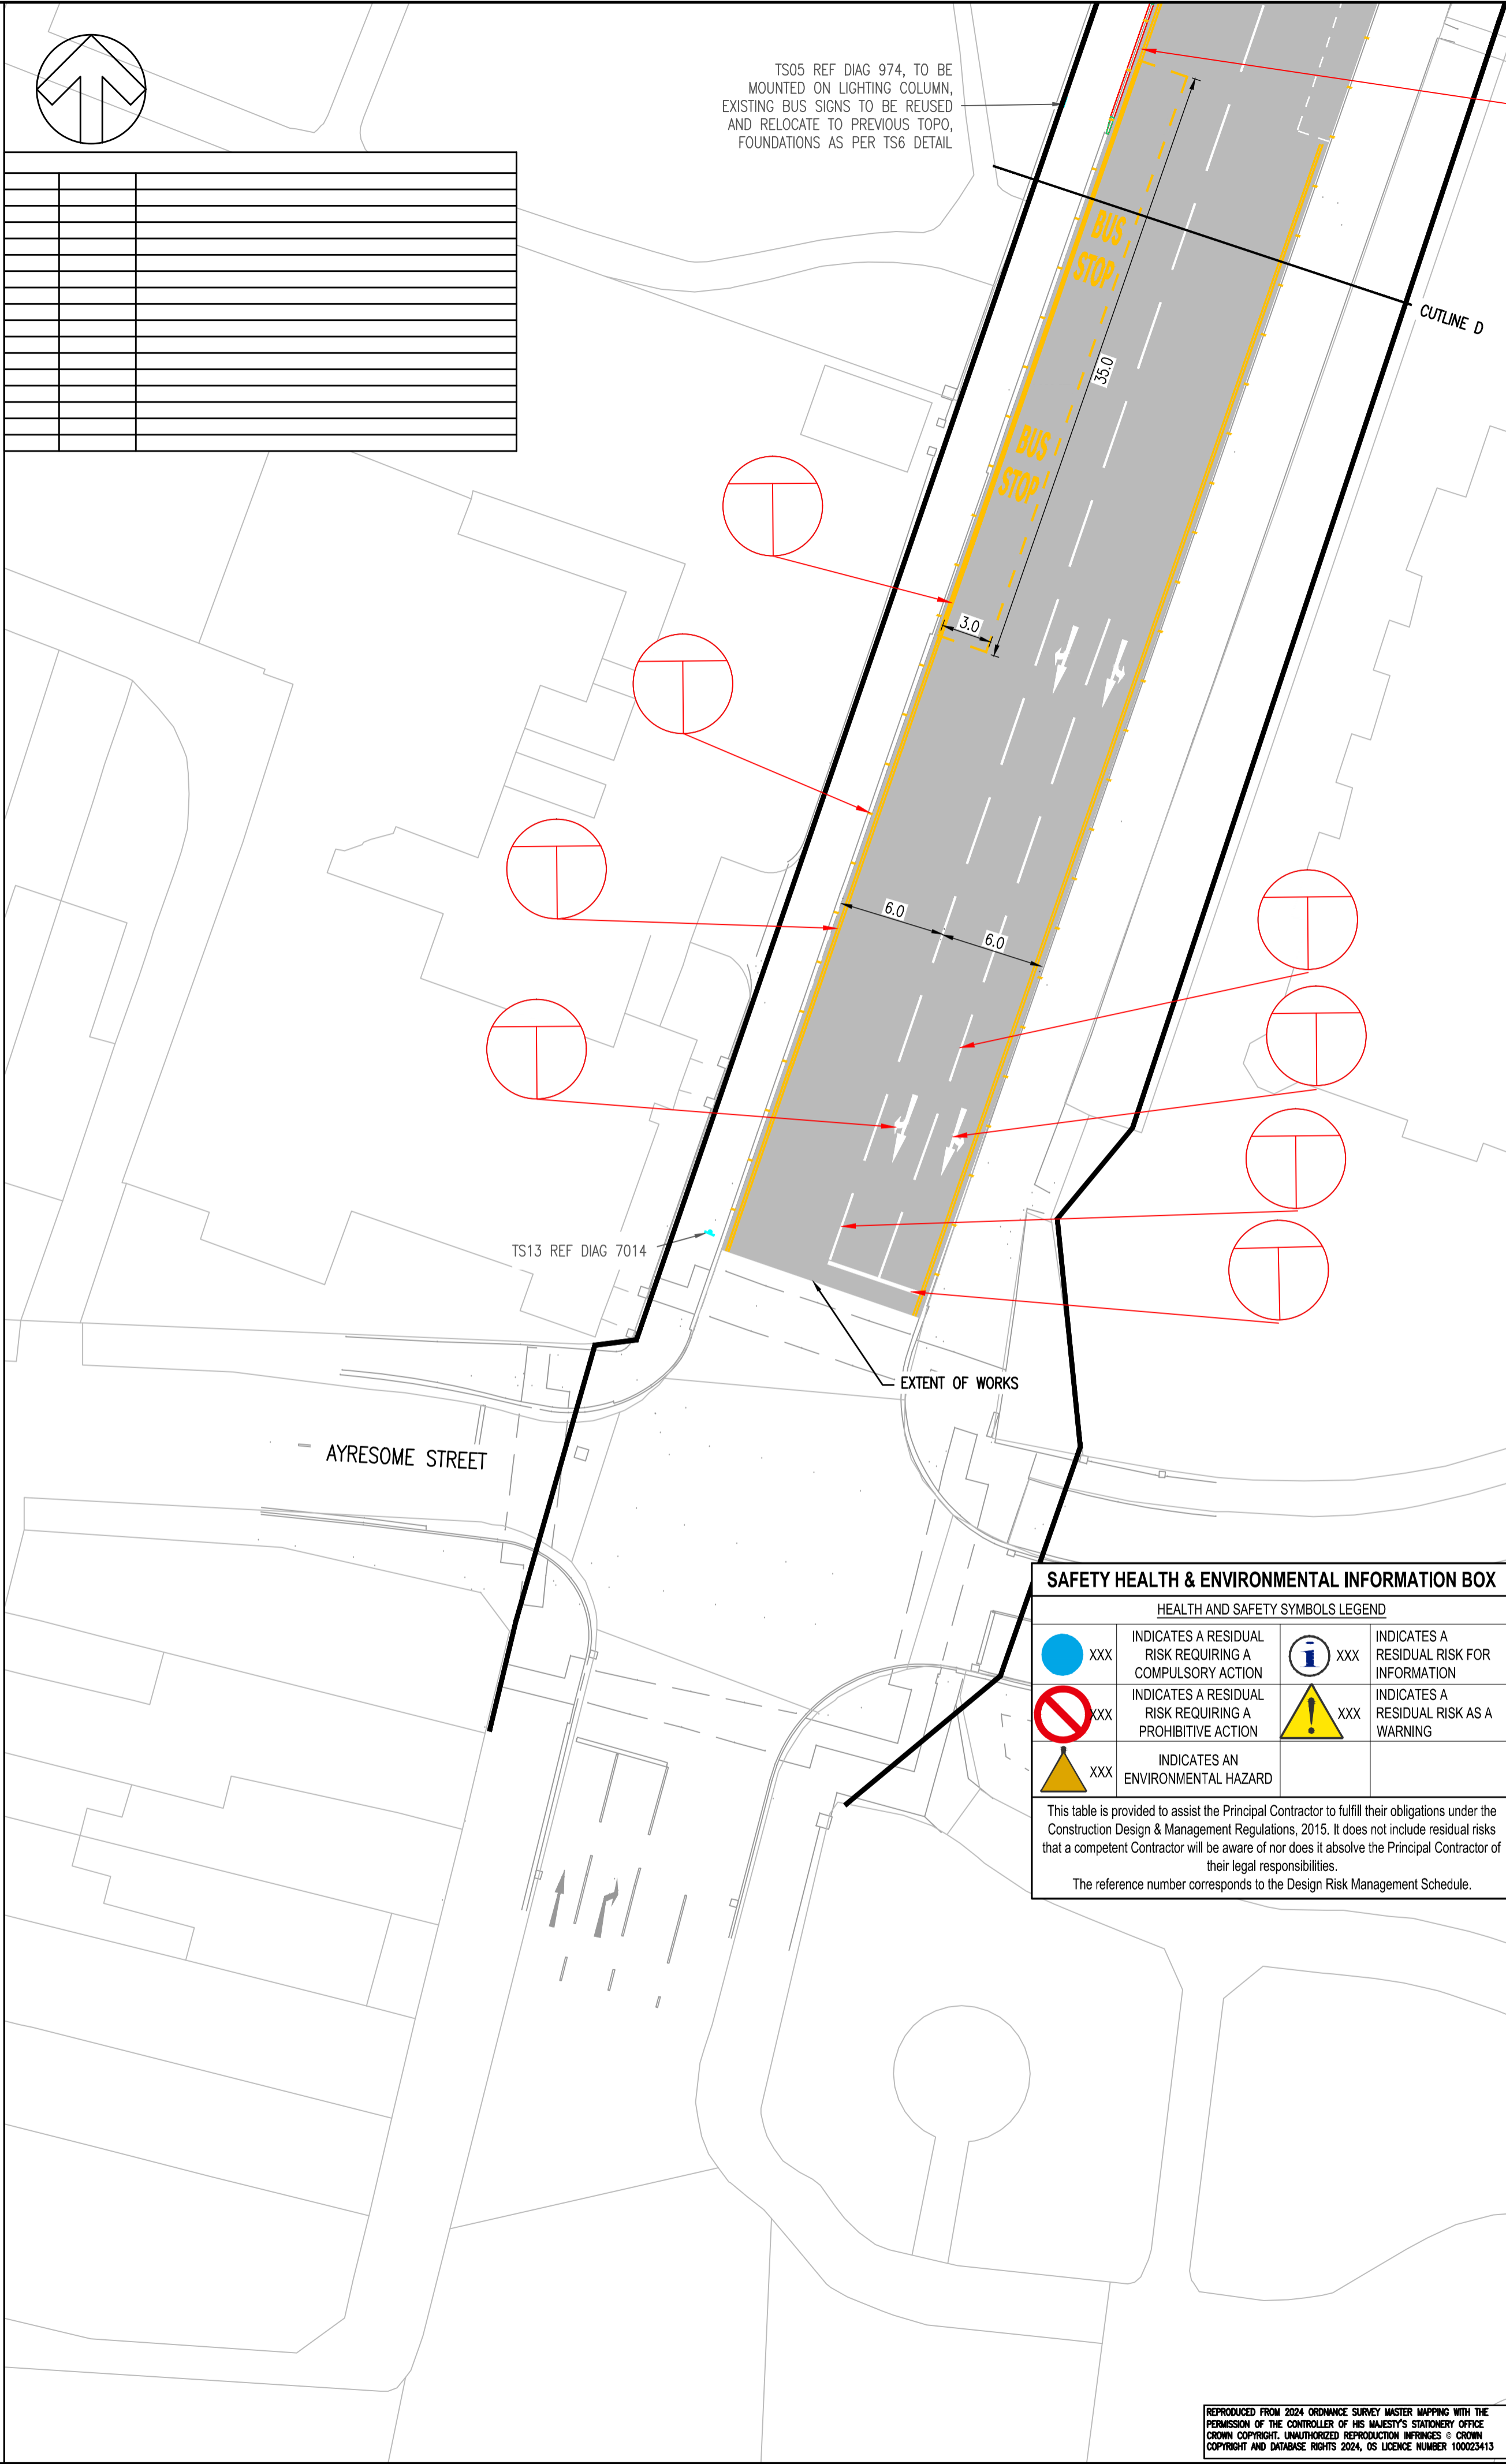 TS05 REF DIAG 974, TO BE
MOUNTED ON LIGHTING COLUMN,
EXISTING BUS SIGNS TO BE REUSED
AND RELOCATE TO PREVIOUS TOPO,
FOUNDATIONS AS PER TS6 DETAIL
BUS
STOP
CUTLINE D
35.0
BUS
STOP
3.0
6.0
6.0
TS13 REF DIAG 7014
EXTENT OF WORKS
AYRESOME STREET
SAFETY HEALTH & ENVIRONMENTAL INFORMATION BOX
HEALTH AND SAFETY SYMBOLS LEGEND
XXX
INDICATES A RESIDUAL
RISK REQUIRING A
COMPULSORY ACTION
i
XXX
INDICATES A
RESIDUAL RISK FOR
INFORMATION
XXX
INDICATES A RESIDUAL
RISK REQUIRING A
PROHIBITIVE ACTION
!
XXX
INDICATES A
RESIDUAL RISK AS A
WARNING
XXX
INDICATES AN
ENVIRONMENTAL HAZARD
This table is provided to assist the Principal Contractor to fulfill their obligations under the
Construction Design & Management Regulations, 2015. It does not include residual risks
that a competent Contractor will be aware of nor does it absolve the Principal Contractor of
their legal responsibilities.
The reference number corresponds to the Design Risk Management Schedule.
REPRODUCED FROM 2024 ORDNANCE SURVEY MASTER MAPPING WITH THE
PERMISSION OF THE CONTROLLER OF HIS MAJESTY'S STATIONERY OFFICE
CROWN COPYRIGHT. UNAUTHORIZED REPRODUCTION INFRINGES © CROWN
COPYRIGHT AND DATABASE RIGHTS 2024, OS LICENCE NUMBER 100023413